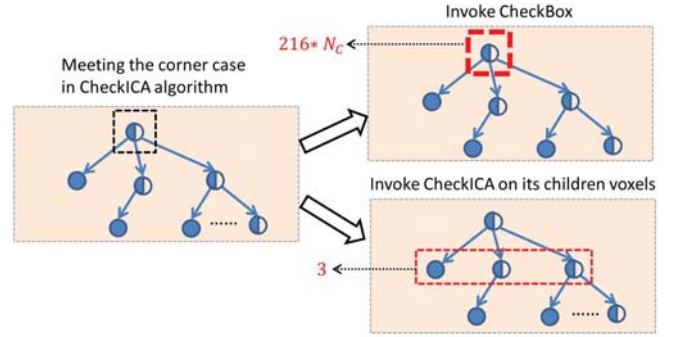 Invoke CheckBox
216* N_C
Meeting the corner case
in CheckICA algorithm
Invoke CheckICA on its children voxels
......
3
......